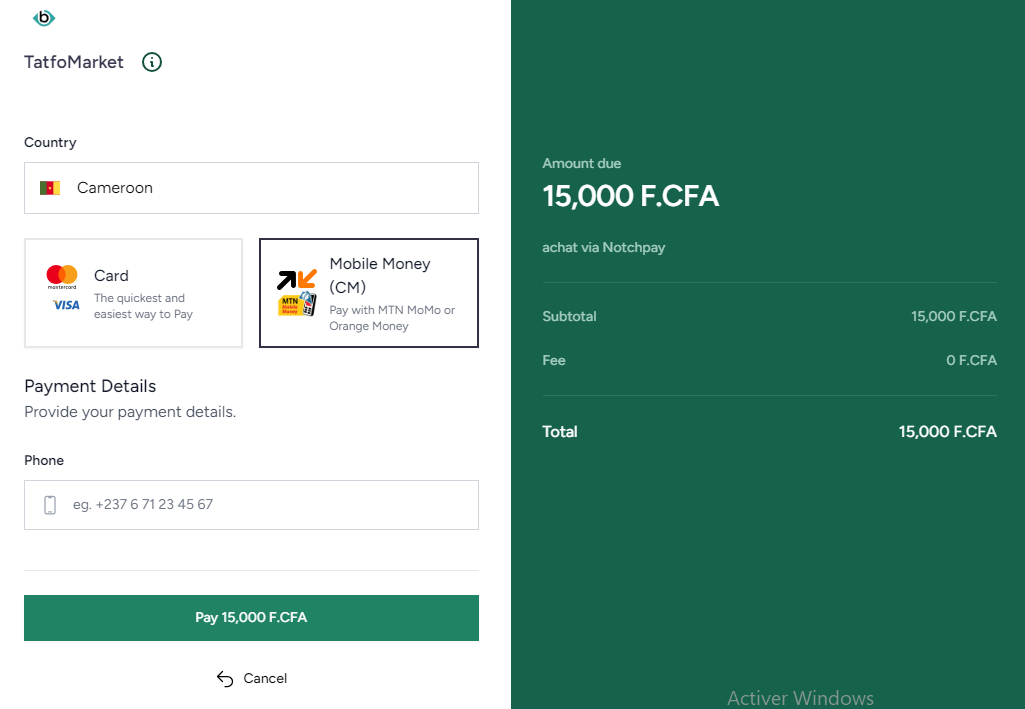 b
TatfoMarket
Country
Cameroon
mastercard
VISA
Card
The quickest and
easiest way to Pay
MTN
Mobile
Money
Mobile Money
(CM)
Pay with MTN MoMo or
Orange Money
Payment Details
Provide your payment details.
Phone
eg. +237 6 71 23 45 67
Pay 15,000 F.CFA
Cancel
Amount due
15,000 F.CFA
achat via Notchpay
Subtotal 15,000 F.CFA
Fee 0 F.CFA
Total 15,000 F.CFA
Activer Windows